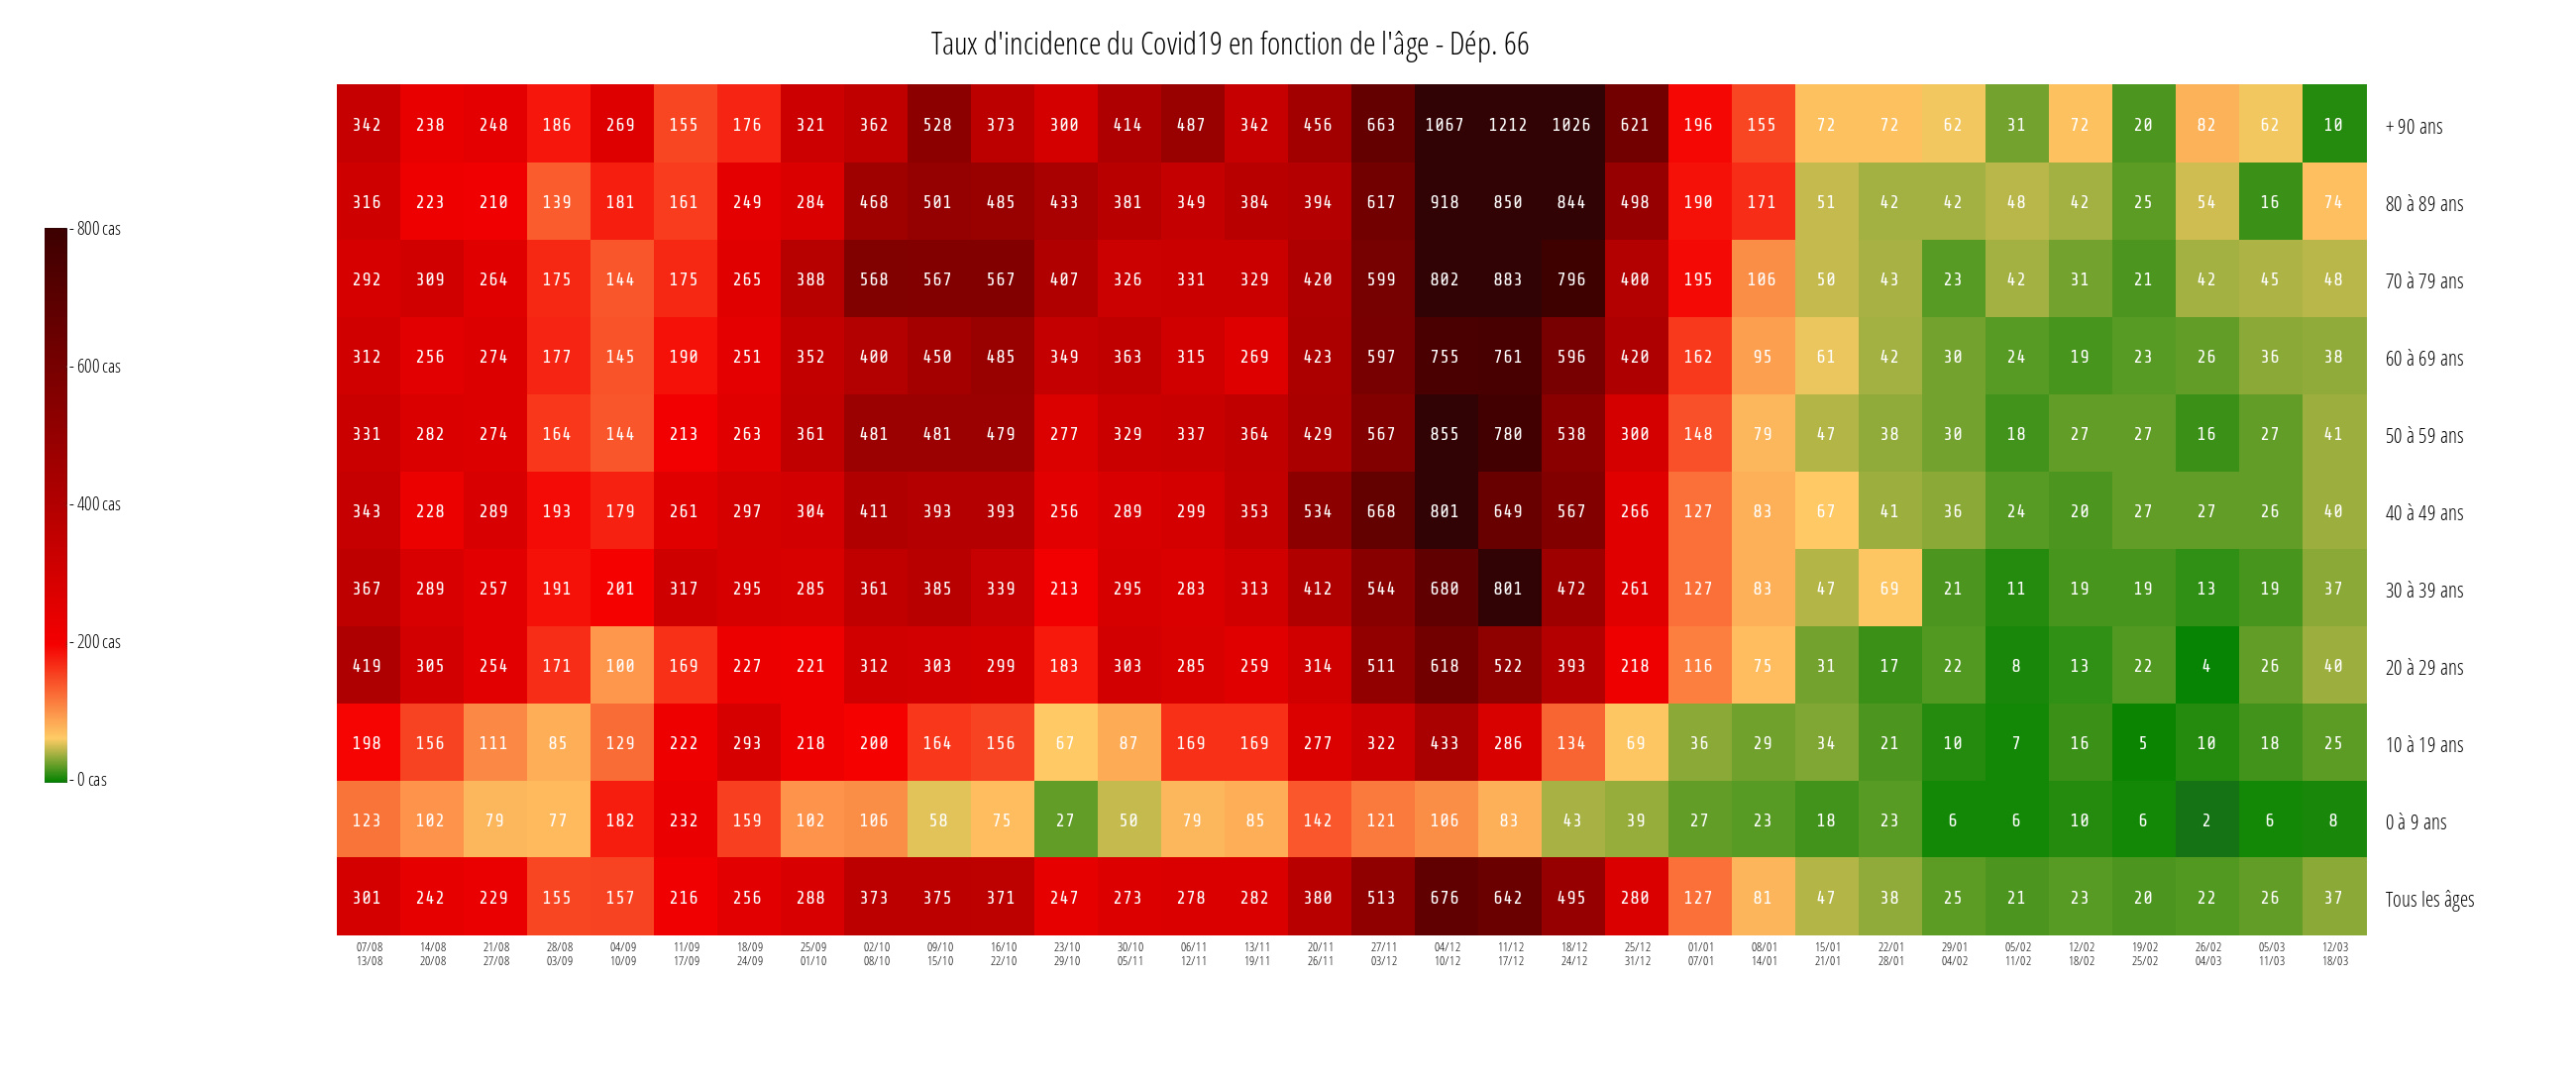 Taux d'incidence du Covid19 en fonction de l'âge - Dép. 66
- 800 cas
- 600 cas
- 400 cas
- 200 cas
- 0 cas
342 238 248 186 269 155 176 321 362 528 373 300 414 487 342 456 663 1067 1212 1026 621 196 155 72 72 62 31 72 20 82 62 10 + 90 ans
316 223 210 139 181 161 249 284 468 501 485 433 381 349 384 394 617 918 850 844 498 190 171 51 42 42 48 42 25 54 16 74 80 à 89 ans
292 309 264 175 144 175 265 388 568 567 567 407 326 331 329 420 599 802 883 796 400 195 106 50 43 23 42 31 21 42 45 48 70 à 79 ans
312 256 274 177 145 190 251 352 400 450 485 349 363 315 269 423 597 755 761 596 420 162 95 61 42 30 24 19 23 26 36 38 60 à 69 ans
331 282 274 164 144 213 263 361 481 481 479 277 329 337 364 429 567 855 780 538 300 148 79 47 38 30 18 27 27 16 27 41 50 à 59 ans
343 228 289 193 179 261 297 304 411 393 393 256 289 299 353 534 668 801 649 567 266 127 83 67 41 36 24 20 27 27 26 40 40 à 49 ans
367 289 257 191 201 317 295 285 361 385 339 213 295 283 313 412 544 680 801 472 261 127 83 47 69 21 11 19 19 13 19 37 30 à 39 ans
419 305 254 171 100 169 227 221 312 303 299 183 303 285 259 314 511 618 522 393 218 116 75 31 17 22 8 13 22 4 26 40 20 à 29 ans
198 156 111 85 129 222 293 218 200 164 156 67 87 169 169 277 322 433 286 134 69 36 29 34 21 10 7 16 5 10 18 25 10 à 19 ans
123 102 79 77 182 232 159 102 106 58 75 27 50 79 85 142 121 106 83 43 39 27 23 18 23 6 6 10 6 2 6 8 0 à 9 ans
301 242 229 155 157 216 256 288 373 375 371 247 273 278 282 380 513 676 642 495 280 127 81 47 38 25 21 23 20 22 26 37 Tous les âges
07/08 14/08 21/08 28/08 04/09 11/09 18/09 25/09 02/10 09/10 16/10 23/10 30/10 06/11 13/11 20/11 27/11 04/12 11/12 18/12 25/12 01/01 08/01 15/01 22/01 29/01 05/02 12/02 19/02 26/02 05/03 12/03
13/08 20/08 27/08 03/09 10/09 17/09 24/09 01/10 08/10 15/10 22/10 29/10 05/11 12/11 19/11 26/11 03/12 10/12 17/12 24/12 31/12 07/01 14/01 21/01 28/01 04/02 11/02 18/02 25/02 04/03 11/03 18/03